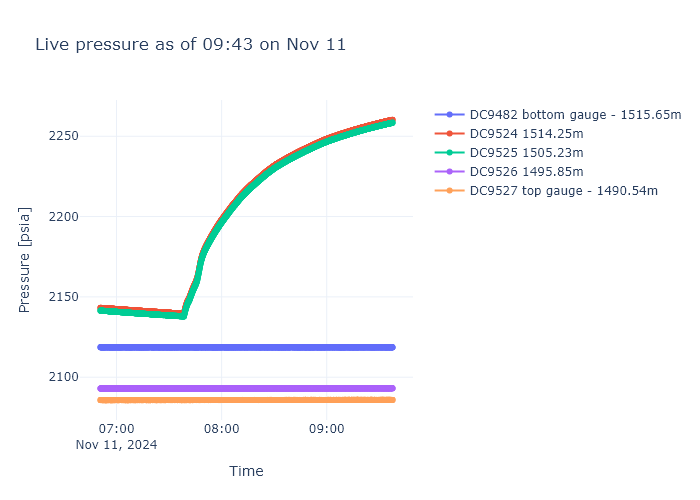 Live pressure as of 09:43 on Nov 11
DC9482 bottom gauge - 1515.65m
DC9524 1514.25m
DC9525 1505.23m
DC9526 1495.85m
DC9527 top gauge - 1490.54m
Pressure [psia]
2250
2200
2150
2100
07:00
08:00
09:00
Nov 11, 2024
Time